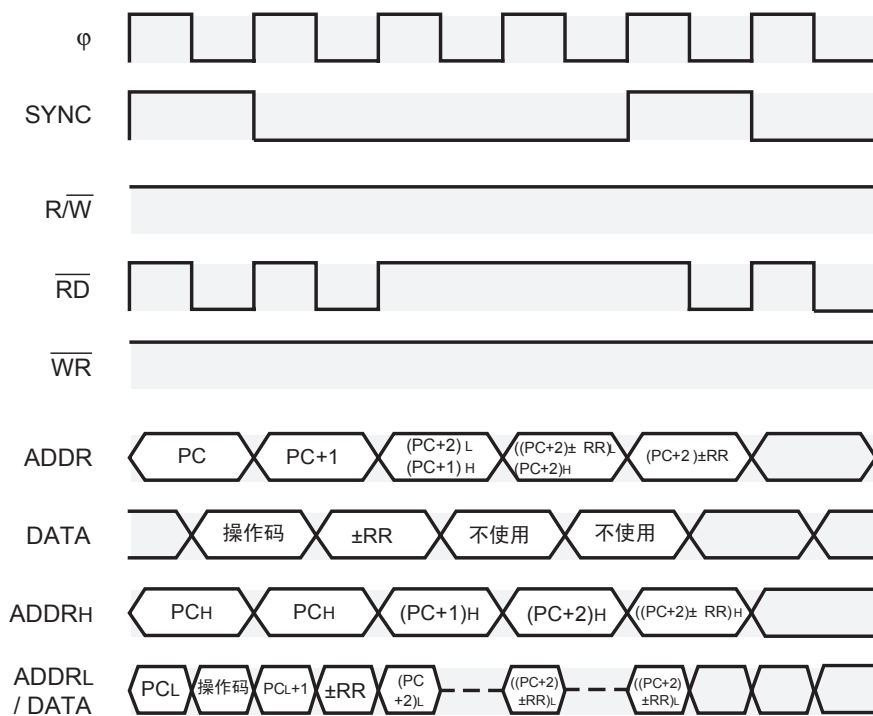 φ
SYNC
R/W
RD
WR
ADDR PC PC+1 (PC+2) L ((PC+2)± RR)L (PC+2 )±RR
(PC+1) H (PC+2)H
DATA 操作码 ±RR 不使用 不使用
ADDRH PCH PCH (PC+1)H (PC+2)H ((PC+2)± RR)H
ADDRL PCL 操作码 PCL+1 ±RR (PC ((PC+2) ((PC+2)
/ DATA +2)L ±RR)L ±RR)L